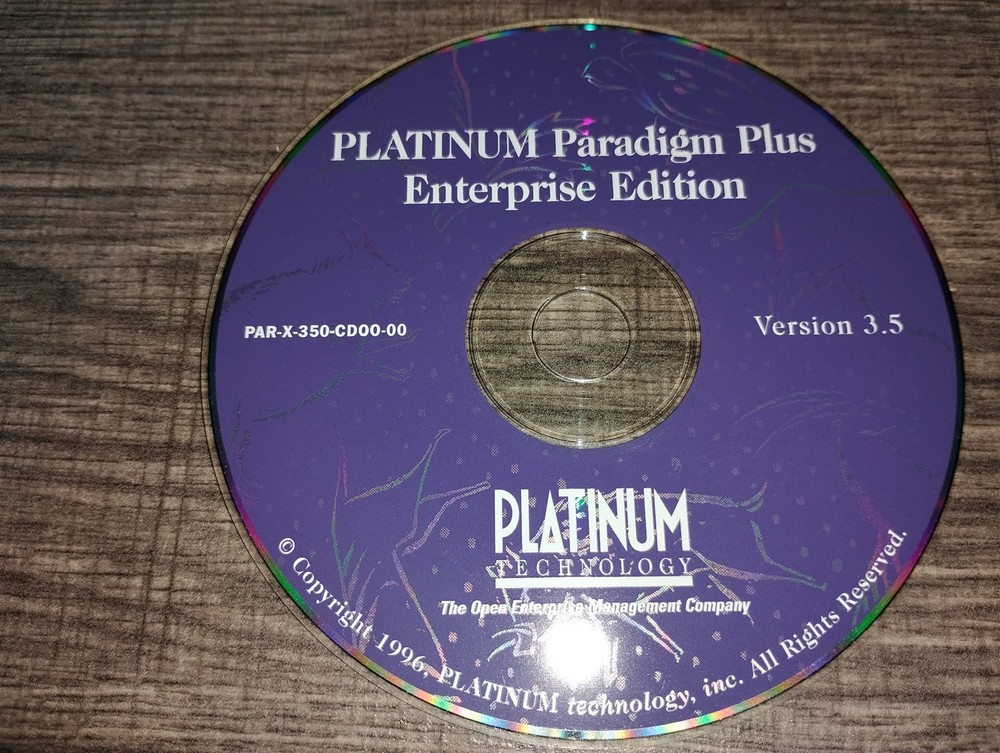 PLATINUM Paradigm Plus
Enterprise Edition
PAR-X-350-CD00-00
Version 3.5
PLATINUM
TECHNOLOGY
The Open Enterprise Management Company
© Copyright 1996, PLATINUM technology, inc. All Rights Reserved.